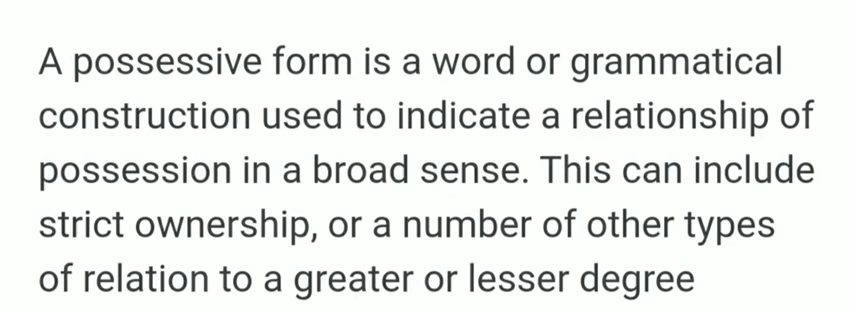 A possessive form is a word or grammatical
construction used to indicate a relationship of
possession in a broad sense. This can include
strict ownership, or a number of other types
of relation to a greater or lesser degree